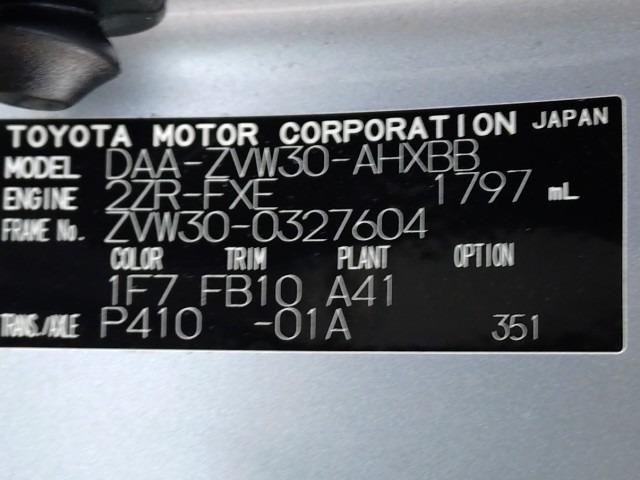 TOYOTA MOTOR CORPORATION JAPAN
MODEL DAA-ZVW30-AHXBB
ENGINE 2ZR-FXE 1797 mL
FRAME No. ZVW30-0327604
COLOR TRIM PLANT OPTION
1F7 FB10 A41
TRANS./AXLE P410 -01A 351